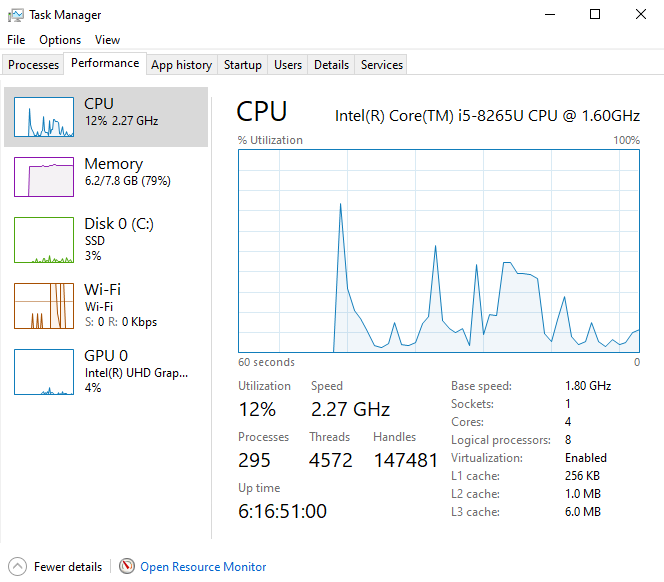 Task Manager
File Options View
Processes Performance App history Startup Users Details Services
CPU
12% 2.27 GHz
Memory
6.2/7.8 GB (79%)
Disk 0 (C:)
SSD
3%
Wi-Fi
Wi-Fi
S: 0 R: 0 Kbps
GPU 0
Intel(R) UHD Grap...
4%
CPU Intel(R) Core(TM) i5-8265U CPU @ 1.60GHz
% Utilization 100%
60 seconds 0
Utilization Speed
12% 2.27 GHz
Processes Threads Handles
295 4572 147481
Up time
6:16:51:00
Base speed: 1.80 GHz
Sockets: 1
Cores: 4
Logical processors: 8
Virtualization: Enabled
L1 cache: 256 KB
L2 cache: 1.0 MB
L3 cache: 6.0 MB
Fewer details Open Resource Monitor